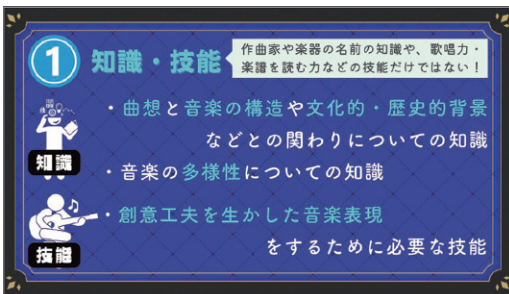 1 知識・技能
作曲家や楽器の名前の知識や、歌唱力・
楽譜を読む力などの技能だけではない!
・曲想と音楽の構造や文化的・歴史的背景
などとの関わりについての知識
・音楽の多様性についての知識
知識
・創意工夫を生かした音楽表現
をするために必要な技能
技能